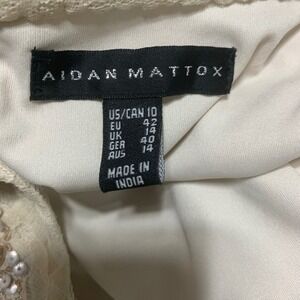 AIDAN MATTOX
US/CAN 10
EU 42
UK 14
GER 40
AUS 14
MADE IN
INDIA